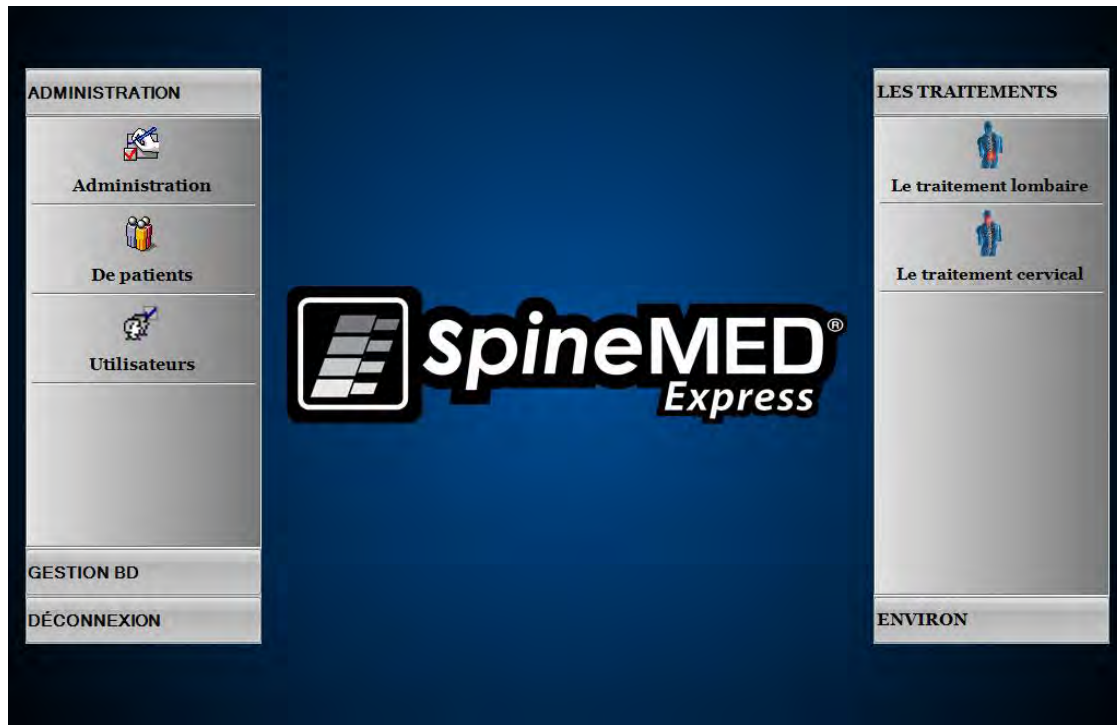 ADMINISTRATION
Administration
De patients
Utilisateurs
GESTION BD
DÉCONNEXION
SpineMED®
Express
LES TRAITEMENTS
Le traitement lombaire
Le traitement cervical
ENVIRON